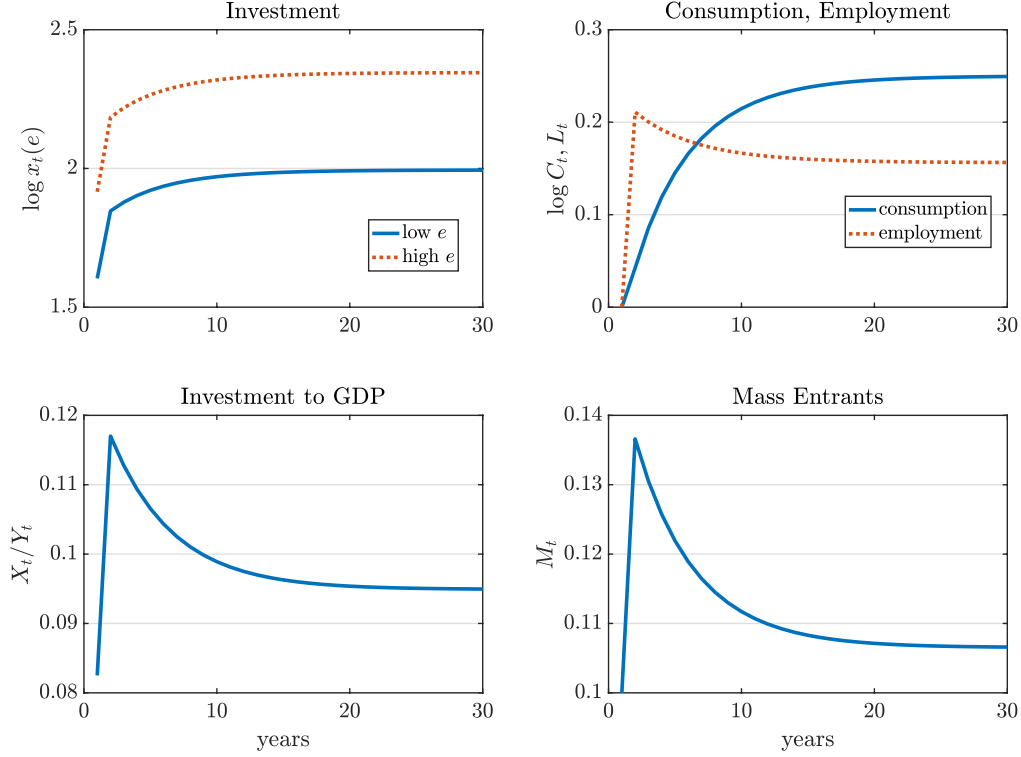 Investment
2.5
2
1.5
log x_t(e)
0
10
20
30
low e
high e
Consumption, Employment
0.3
0.2
0.1
0
log C_t, L_t
0
10
20
30
consumption
employment
Investment to GDP
0.12
0.11
0.1
0.09
0.08
X_t/Y_t
0
10
20
30
years
Mass Entrants
0.14
0.13
0.12
0.11
0.1
M_t
0
10
20
30
years